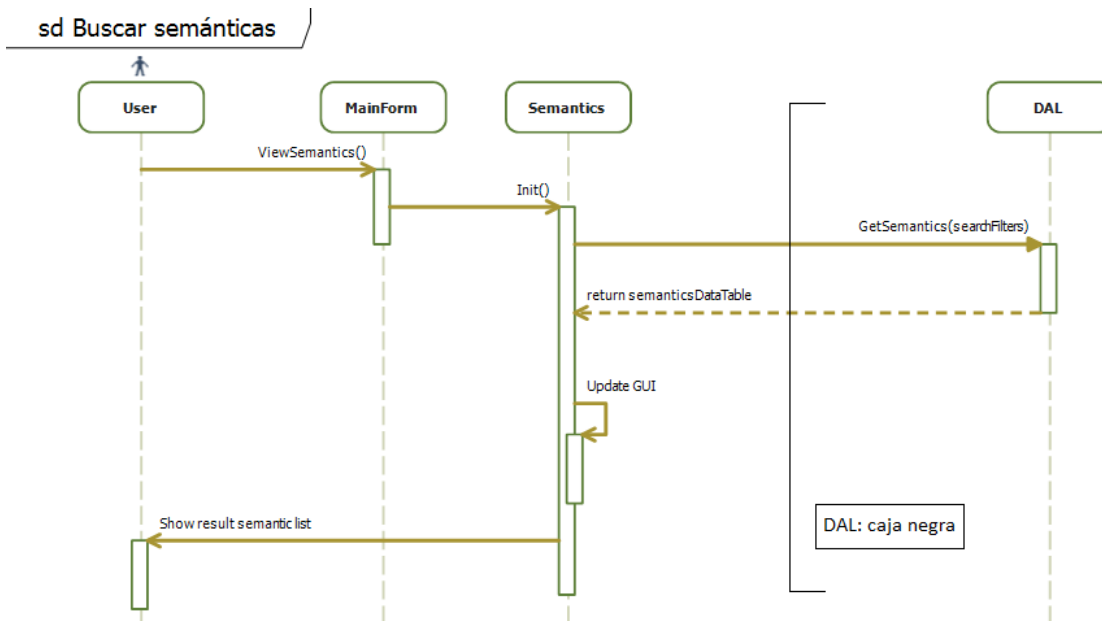 sd Buscar semánticas
User
MainForm
Semantics
DAL
ViewSemantics()
Init()
GetSemantics(searchFilters)
return semanticsDataTable
Update GUI
DAL: caja negra
Show result semantic list